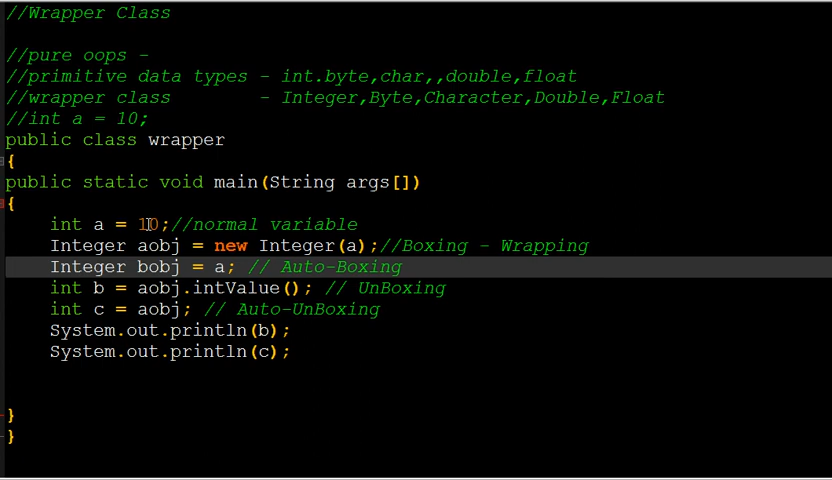 //Wrapper Class
//pure oops -
//primitive data types - int.byte,char,,double,float
//wrapper class        - Integer,Byte,Character,Double,Float
//int a = 10;
public class wrapper
{
public static void main(String args[])
{
    int a = 10;//normal variable
    Integer aobj = new Integer(a);//Boxing - Wrapping
    Integer bobj = a; // Auto-Boxing
    int b = aobj.intValue(); // UnBoxing
    int c = aobj; // Auto-UnBoxing
    System.out.println(b);
    System.out.println(c);
}
}